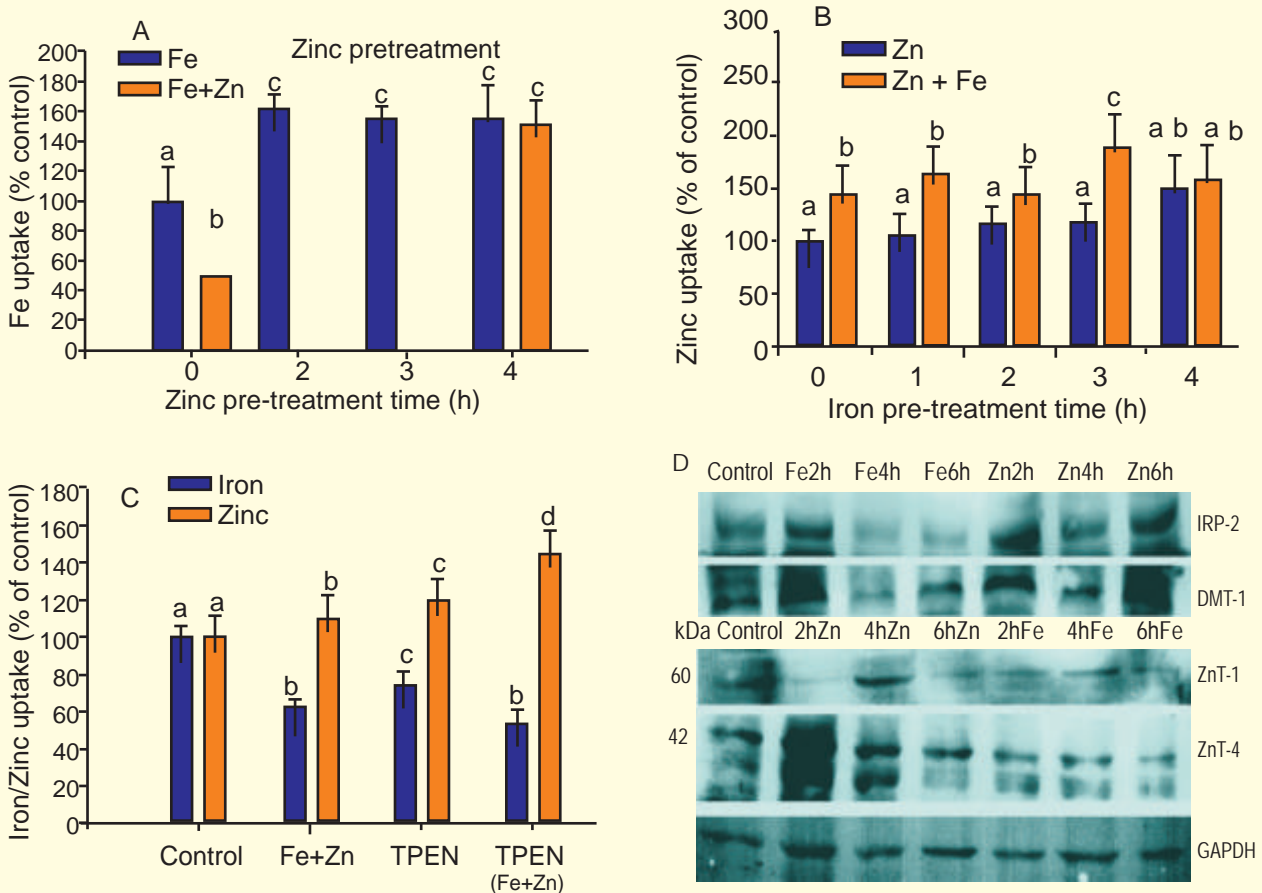 A
Zinc pretreatment
Fe
Fe+Zn
Fe uptake (% control)
200
180
160
140
120
100
80
60
40
20
0
a
b
c
c
c
c
0 2 3 4
Zinc pre-treatment time (h)
B
Zn
Zn + Fe
Zinc uptake (% of control)
300
250
200
150
100
50
0
a
b
a
b
a
b
a
c
a b
a b
0 1 2 3 4
Iron pre-treatment time (h)
C
Iron
Zinc
Iron/Zinc uptake (% of control)
180
160
140
120
100
80
60
40
20
0
a
a
b
b
c
c
b
d
Control Fe+Zn TPEN TPEN
(Fe+Zn)
D
Control Fe2h Fe4h Fe6h Zn2h Zn4h Zn6h
IRP-2
DMT-1
kDa Control 2hZn 4hZn 6hZn 2hFe 4hFe 6hFe
60
ZnT-1
42
ZnT-4
GAPDH